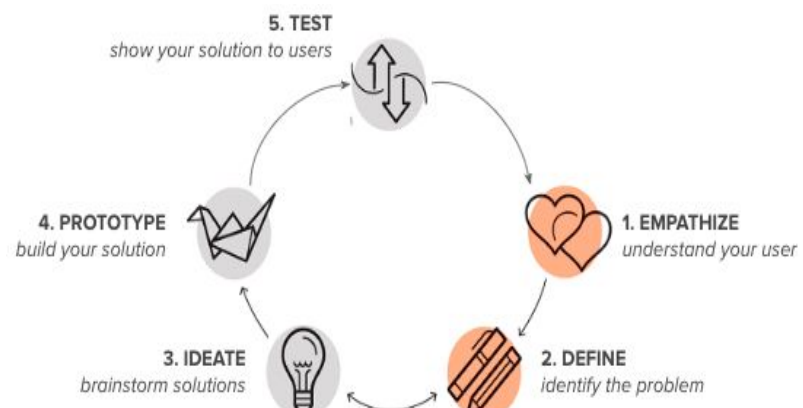 5. TEST
show your solution to users
4. PROTOTYPE
build your solution
1. EMPATHIZE
understand your user
3. IDEATE
brainstorm solutions
2. DEFINE
identify the problem